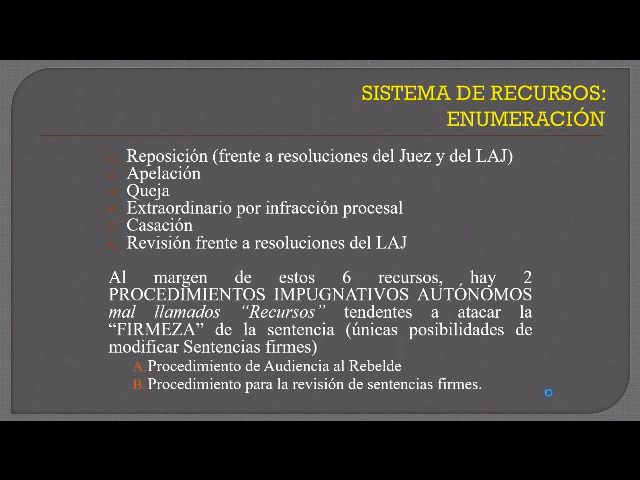 SISTEMA DE RECURSOS:
ENUMERACIÓN
Reposición (frente a resoluciones del Juez y del LAJ)
Apelación
Queja
Extraordinario por infracción procesal
Casación
Revisión frente a resoluciones del LAJ
Al margen de estos 6 recursos, hay 2
PROCEDIMIENTOS IMPUGNATIVOS AUTÓNOMOS
mal llamados “Recursos” tendentes a atacar la
“FIRMEZA” de la sentencia (únicas posibilidades de
modificar Sentencias firmes)
A. Procedimiento de Audiencia al Rebelde
B. Procedimiento para la revisión de sentencias firmes.